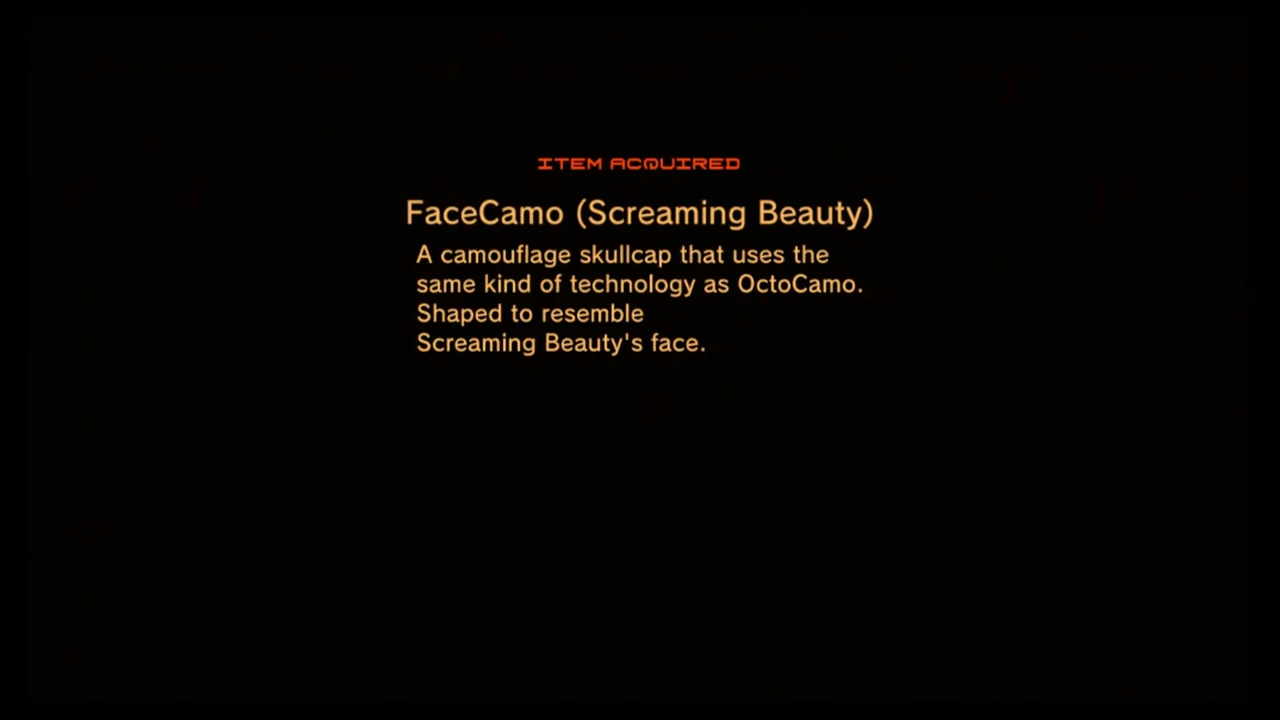 ITEM ACQUIRED
FaceCamo (Screaming Beauty)
A camouflage skullcap that uses the
same kind of technology as OctoCamo.
Shaped to resemble
Screaming Beauty's face.